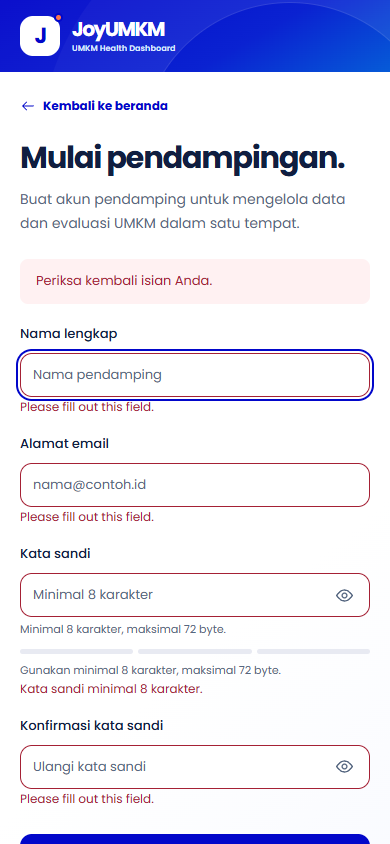 J
JoyUMKM
UMKM Health Dashboard
← Kembali ke beranda
Mulai pendampingan.
Buat akun pendamping untuk mengelola data
dan evaluasi UMKM dalam satu tempat.
Periksa kembali isian Anda.
Nama lengkap
Nama pendamping
Please fill out this field.
Alamat email
nama@contoh.id
Please fill out this field.
Kata sandi
Minimal 8 karakter
Minimal 8 karakter, maksimal 72 byte.
Gunakan minimal 8 karakter, maksimal 72 byte.
Kata sandi minimal 8 karakter.
Konfirmasi kata sandi
Ulangi kata sandi
Please fill out this field.